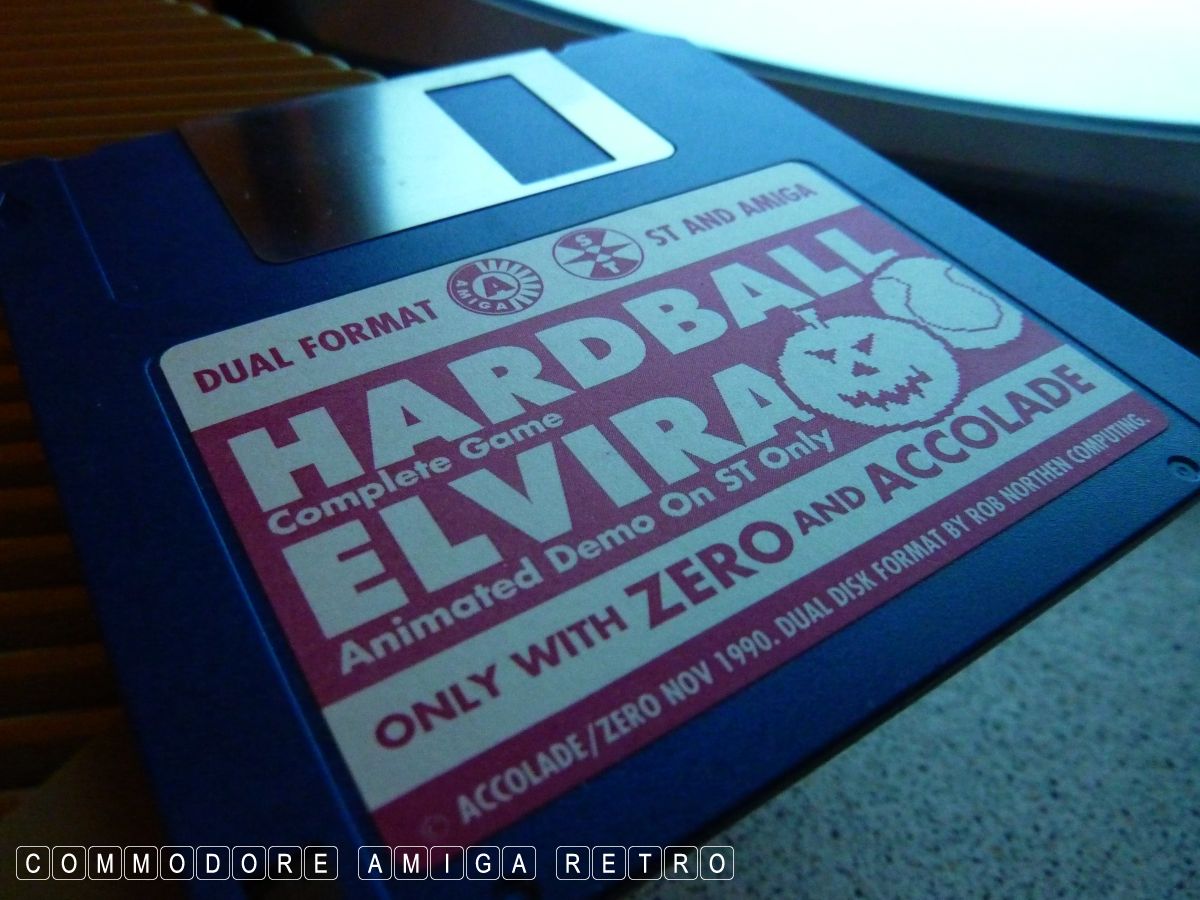 DUAL FORMAT A AMIGA S T ST AND AMIGA
HARDBALL
Complete Game
ELVIRA
Animated Demo On ST Only
ONLY WITH ZERO AND ACCOLADE
© ACCOLADE/ZERO NOV 1990. DUAL DISK FORMAT BY ROB NORTHEN COMPUTING.
COMMODORE AMIGA RETRO